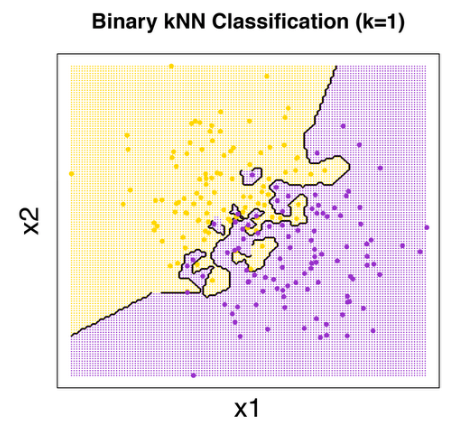 Binary kNN Classification (k=1)
x2
x1